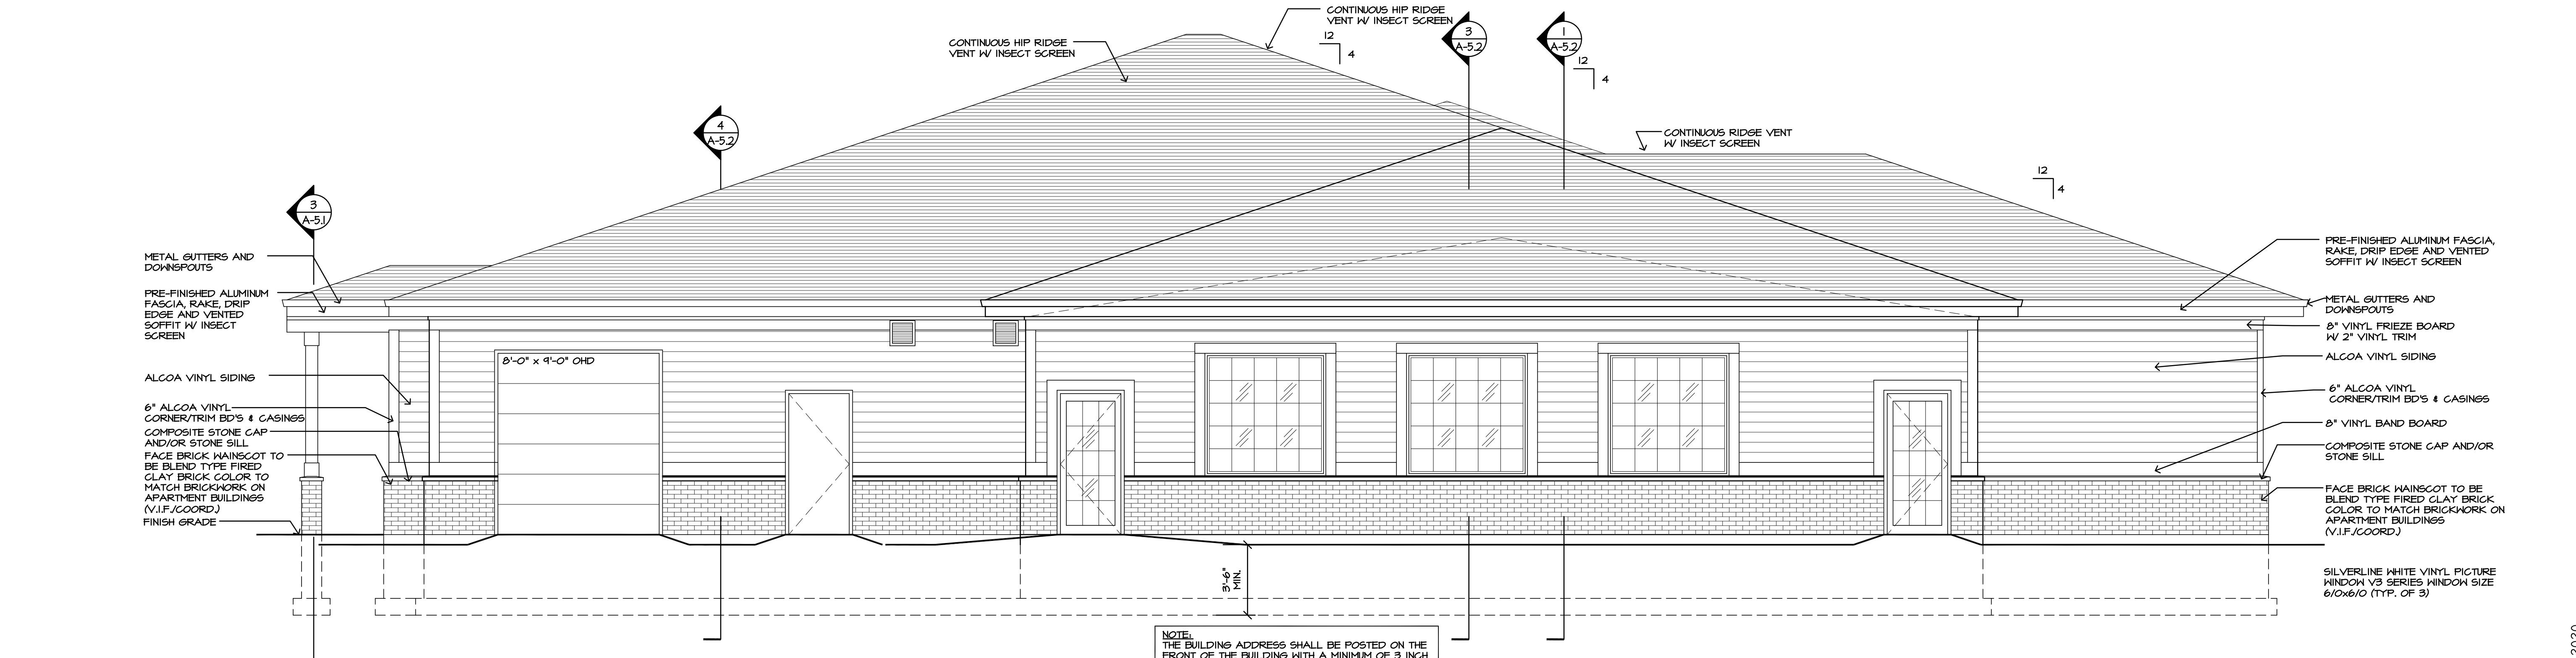 CONTINUOUS HIP RIDGE
VENT W/ INSECT SCREEN
CONTINUOUS HIP RIDGE
VENT W/ INSECT SCREEN
12
4
3
A-5.2
1
A-5.2
12
4
4
A-5.2
CONTINUOUS RIDGE VENT
W/ INSECT SCREEN
12
4
3
A-5.1
METAL GUTTERS AND
DOWNSPOUTS
PRE-FINISHED ALUMINUM
FASCIA, RAKE, DRIP
EDGE AND VENTED
SOFFIT W/ INSECT
SCREEN
ALCOA VINYL SIDING
6" ALCOA VINYL
CORNER/TRIM BD'S & CASINGS
COMPOSITE STONE CAP
AND/OR STONE SILL
FACE BRICK WAINSCOT TO
BE BLEND TYPE FIRED
CLAY BRICK COLOR TO
MATCH BRICKWORK ON
APARTMENT BUILDINGS
(V.I.F./COORD.)
FINISH GRADE
8'-0" x 9'-0" OHD
PRE-FINISHED ALUMINUM FASCIA,
RAKE, DRIP EDGE AND VENTED
SOFFIT W/ INSECT SCREEN
METAL GUTTERS AND
DOWNSPOUTS
8" VINYL FRIEZE BOARD
W/ 2" VINYL TRIM
ALCOA VINYL SIDING
6" ALCOA VINYL
CORNER/TRIM BD'S & CASINGS
8" VINYL BAND BOARD
COMPOSITE STONE CAP AND/OR
STONE SILL
FACE BRICK WAINSCOT TO BE
BLEND TYPE FIRED CLAY BRICK
COLOR TO MATCH BRICKWORK ON
APARTMENT BUILDINGS
(V.I.F./COORD.)
SILVERLINE WHITE VINYL PICTURE
WINDOW V3 SERIES WINDOW SIZE
6/0x6/0 (TYP. OF 3)
3'-6"
MIN.
NOTE:
THE BUILDING ADDRESS SHALL BE POSTED ON THE
FRONT OF THE BUILDING WITH A MINIMUM OF 3 INCH